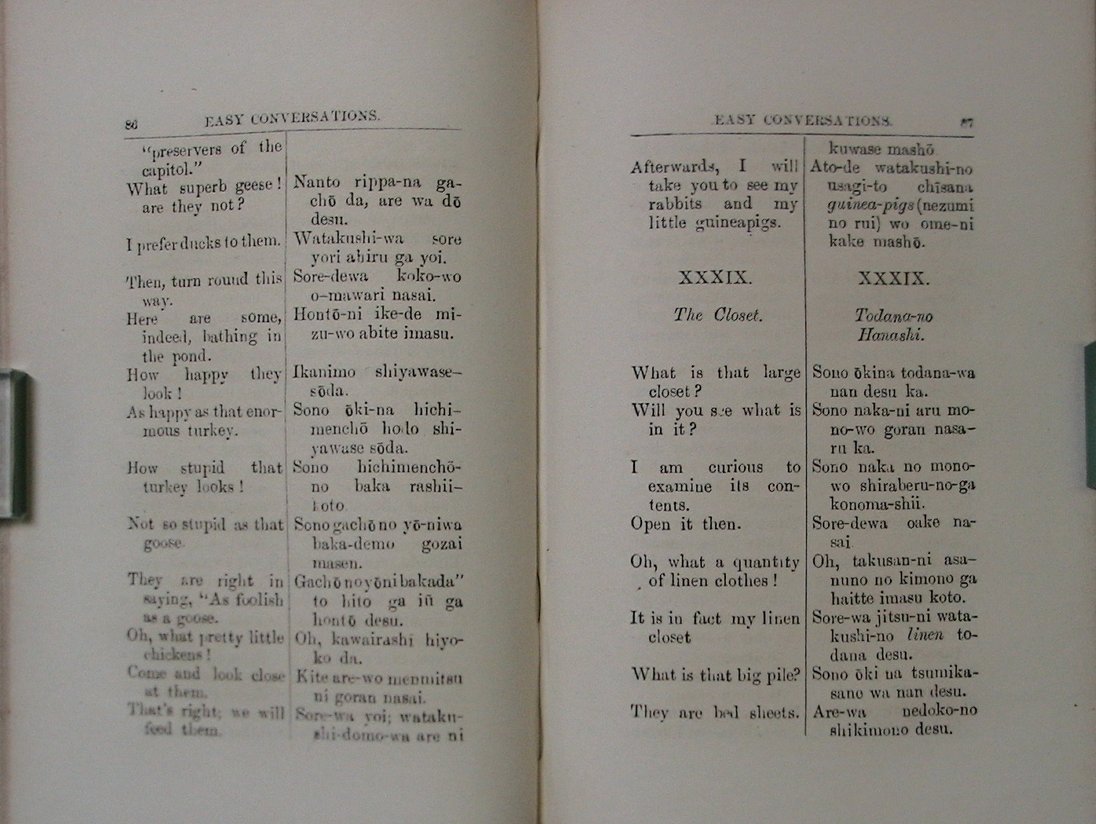 86
EASY CONVERSATIONS.
"preservers of the
capitol."
What superb geese!
are they not?
I prefer ducks to them.
Then, turn round this
way.
Here are some,
indeed, bathing in
the pond.
How happy they
look!
As happy as that enor-
mous turkey.
How stupid that
turkey looks!
Not so stupid as that
goose.
They are right in
saying, "As foolish
as a goose.
Oh, what pretty little
chickens!
Come and look close
at them.
That's right; we will
feed them.
Nanto rippa-na ga-
chō da, are wa dō
desu.
Watakushi-wa sore
yori ahiru ga yoi.
Sore-dewa koko-wo
o-mawari nasai.
Hontō-ni ike-de mi-
zu-wo abite imasu.
Ikanimo shiyawase-
sōda.
Sono ōki-na hichi-
menchō hodo shi-
yawase sōda.
Sono hichimenchō-
no baka rashii-
koto.
Sono gachō no yō-niwa
baka-demo gozai
masen.
Gachō no yōni bakada"
to hito ga iū ga
hontō desu.
Oh, kawairashi hiyo-
ko da.
Kite are-wo menmitsu
ni goran nasai.
Sore-wa yoi; wataku-
shi-domo-wa are ni
EASY CONVERSATIONS.
87
Afterwards, I will
take you to see my
rabbits and my
little guineapigs.
XXXIX.
The Closet.
What is that large
closet?
Will you see what is
in it?
I am curious to
examine its con-
tents.
Open it then.
Oh, what a quantity
of linen clothes!
It is in fact my linen
closet
What is that big pile?
They are bed sheets.
kuwase mashō
Ato-de watakushi-no
usagi-to chīsana
guinea-pigs (nezumi
no rui) wo ome-ni
kake mashō.
XXXIX.
Todana-no
Hanashi.
Sono ōkina todana-wa
nan desu ka.
Sono naka-ni aru mo-
no-wo goran nasa-
ru ka.
Sono naka no mono-
wo shiraberu-no-ga
konoma-shii.
Sore-dewa oake na-
sai
Oh, takusan-ni asa-
nuno no kimono ga
haitte imasu koto.
Sore-wa jitsu-ni wata-
kushi-no linen to-
dana desu.
Sono ōki na tsumika-
sane wa nan desu.
Are-wa nedoko-no
shikimono desu.